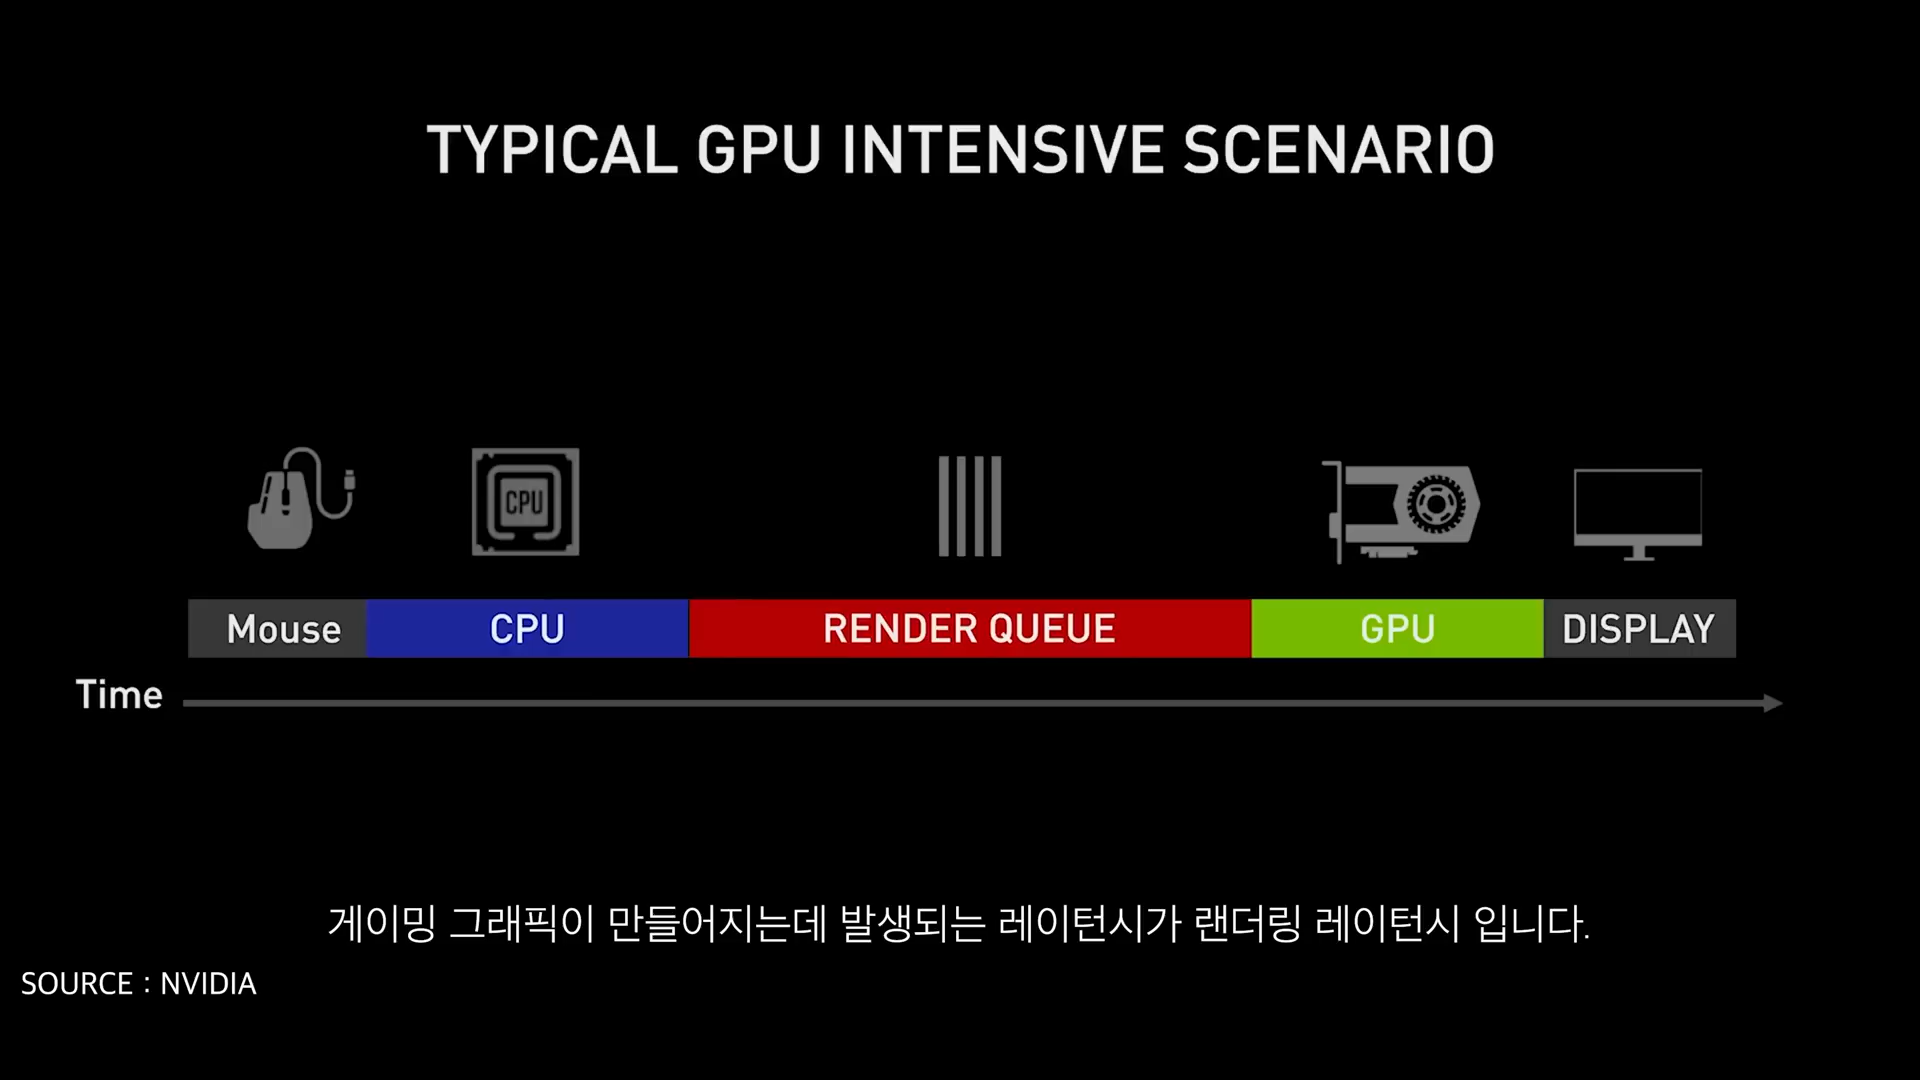 TYPICAL GPU INTENSIVE SCENARIO
CPU
Mouse CPU RENDER QUEUE GPU DISPLAY
Time
게이밍 그래픽이 만들어지는데 발생되는 레이턴시가 랜더링 레이턴시 입니다.
SOURCE : NVIDIA